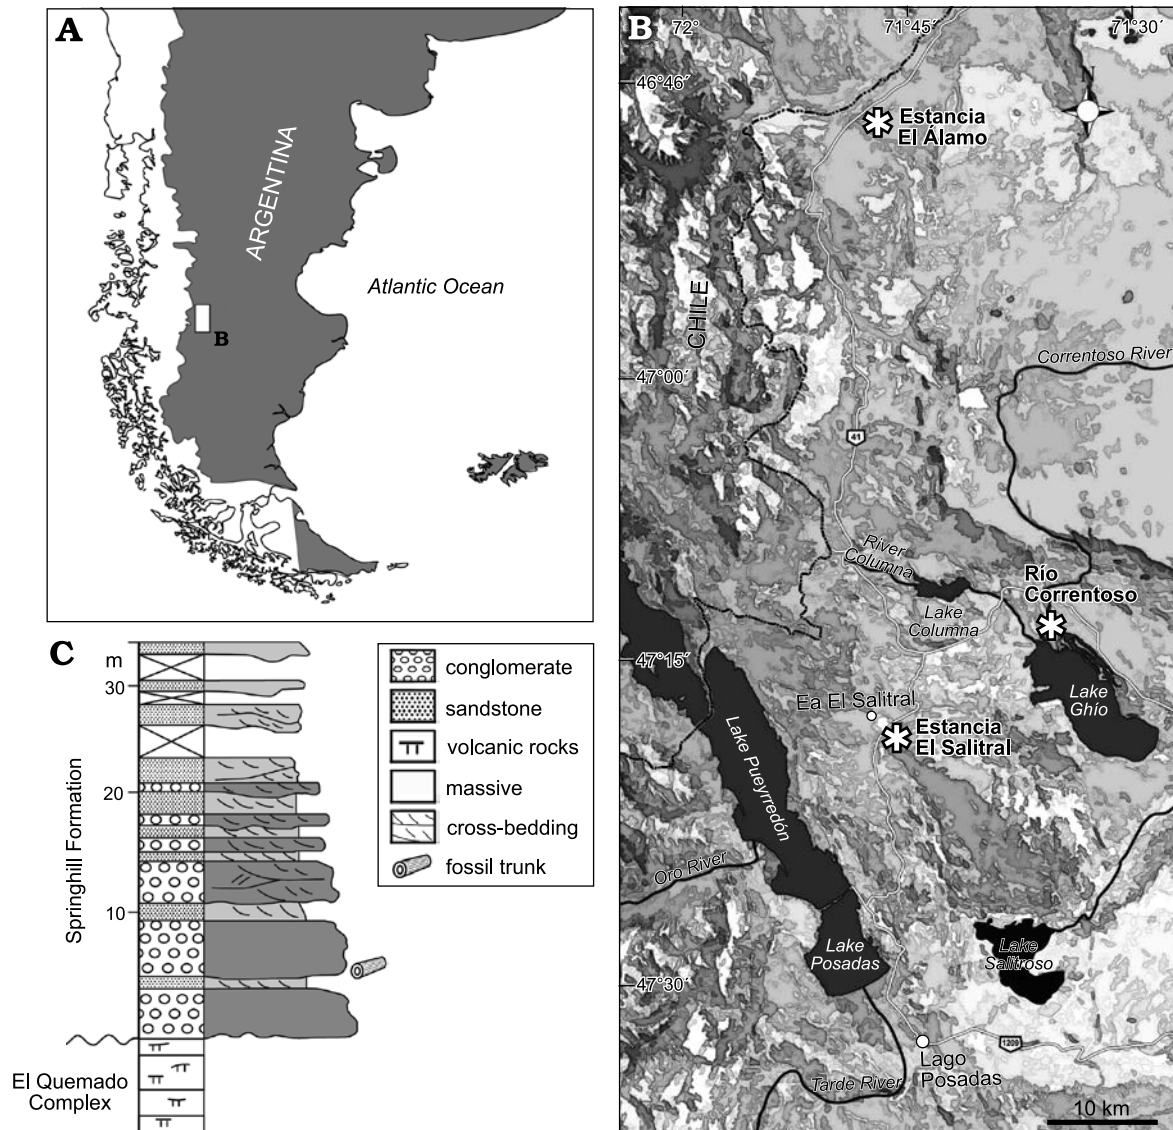 A
ARGENTINA
Atlantic Ocean
B
B
72°
71°45´
71°30´
46°46´
N
Estancia
El Álamo
CHILE
Correntoso River
47°00´
41
River
Columna
Río
Correntoso
Lake
Columna
47°15´
Lake
Ghío
Ea El Salitral
Estancia
El Salitral
Lake Pueyrredón
Oro River
Lake
Posadas
Lake
Salitroso
47°30´
1209
Lago
Posadas
Tarde River
10 km
C
m
30
20
10
Springhill Formation
El Quemado
Complex
conglomerate
sandstone
volcanic rocks
massive
cross-bedding
fossil trunk